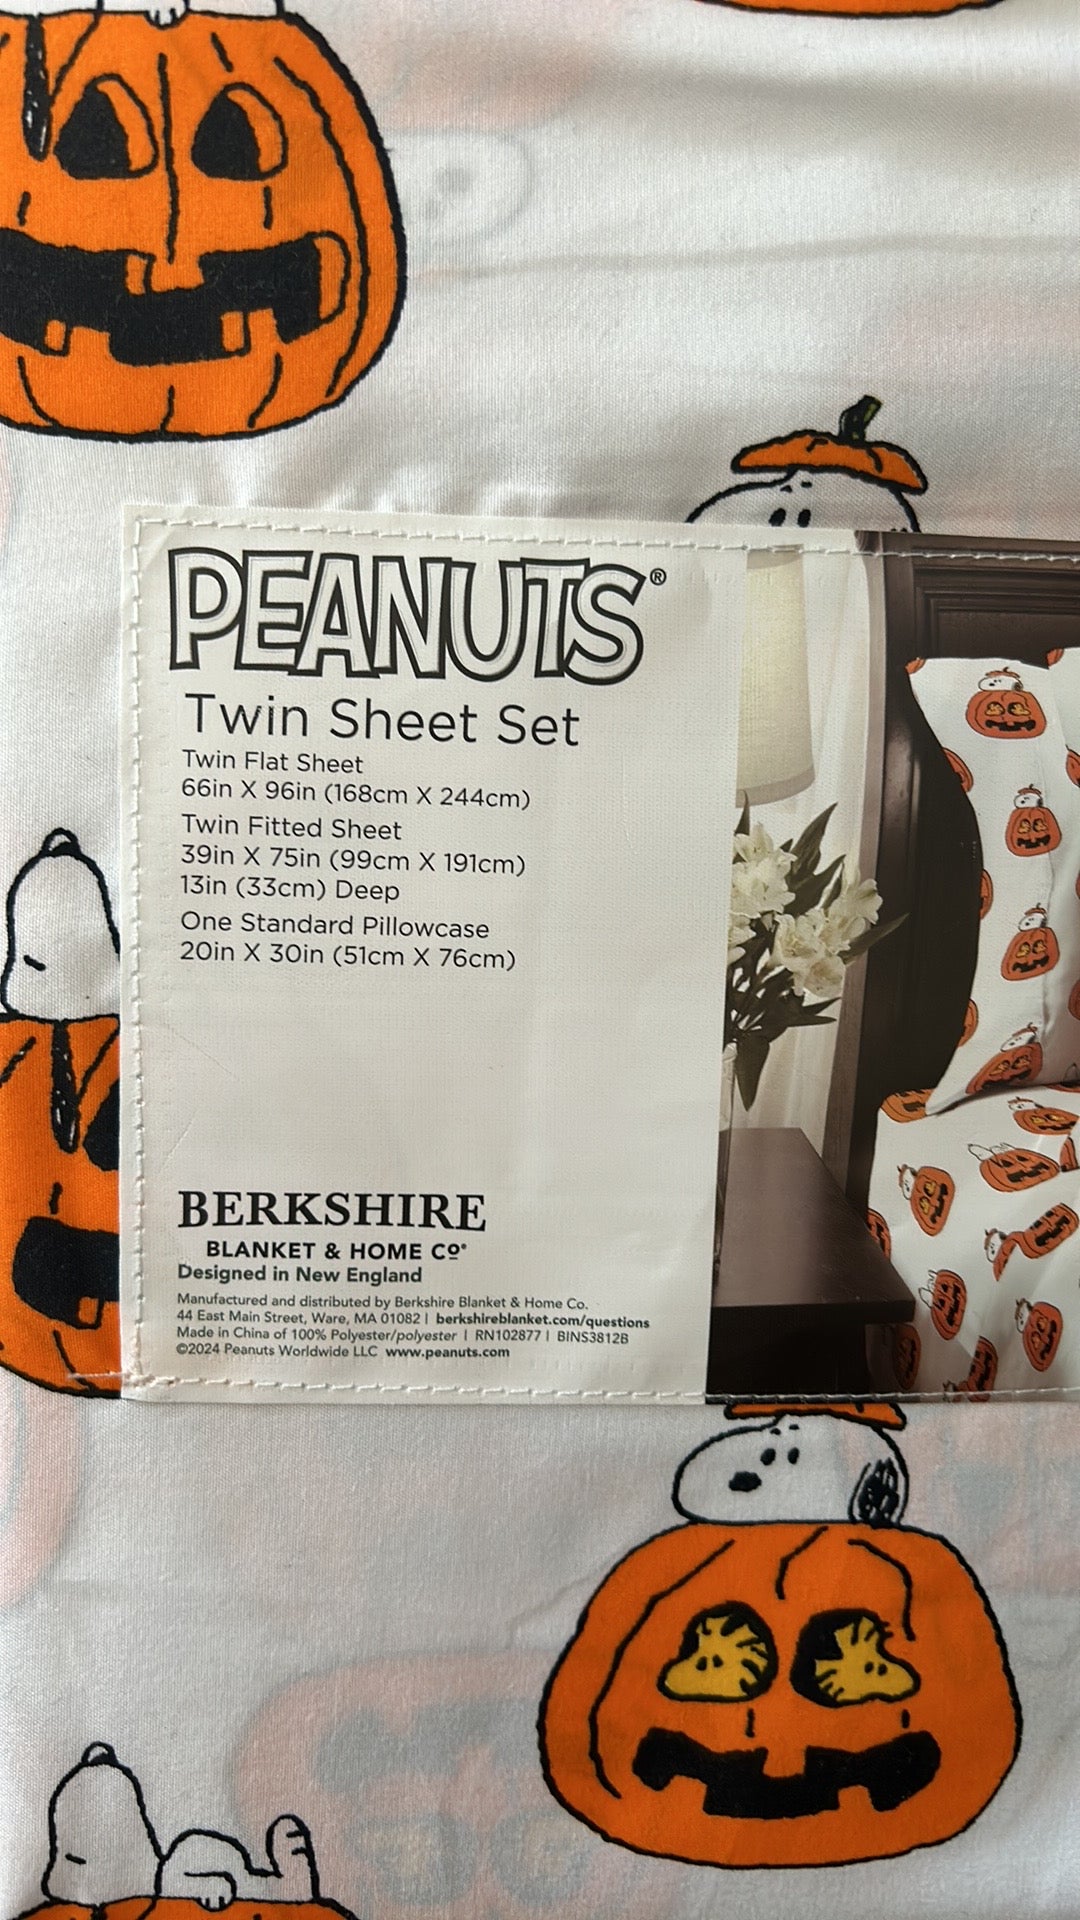 PEANUTS®
Twin Sheet Set
Twin Flat Sheet
66in X 96in (168cm X 244cm)
Twin Fitted Sheet
39in X 75in (99cm X 191cm)
13in (33cm) Deep
One Standard Pillowcase
20in X 30in (51cm X 76cm)
BERKSHIRE
BLANKET & HOME Cº®
Designed in New England
Manufactured and distributed by Berkshire Blanket & Home Co.
44 East Main Street, Ware, MA 01082 | berkshireblanket.com/questions
Made in China of 100% Polyester/polyester | RN102877 | BINS3812B
©2024 Peanuts Worldwide LLC www.peanuts.com